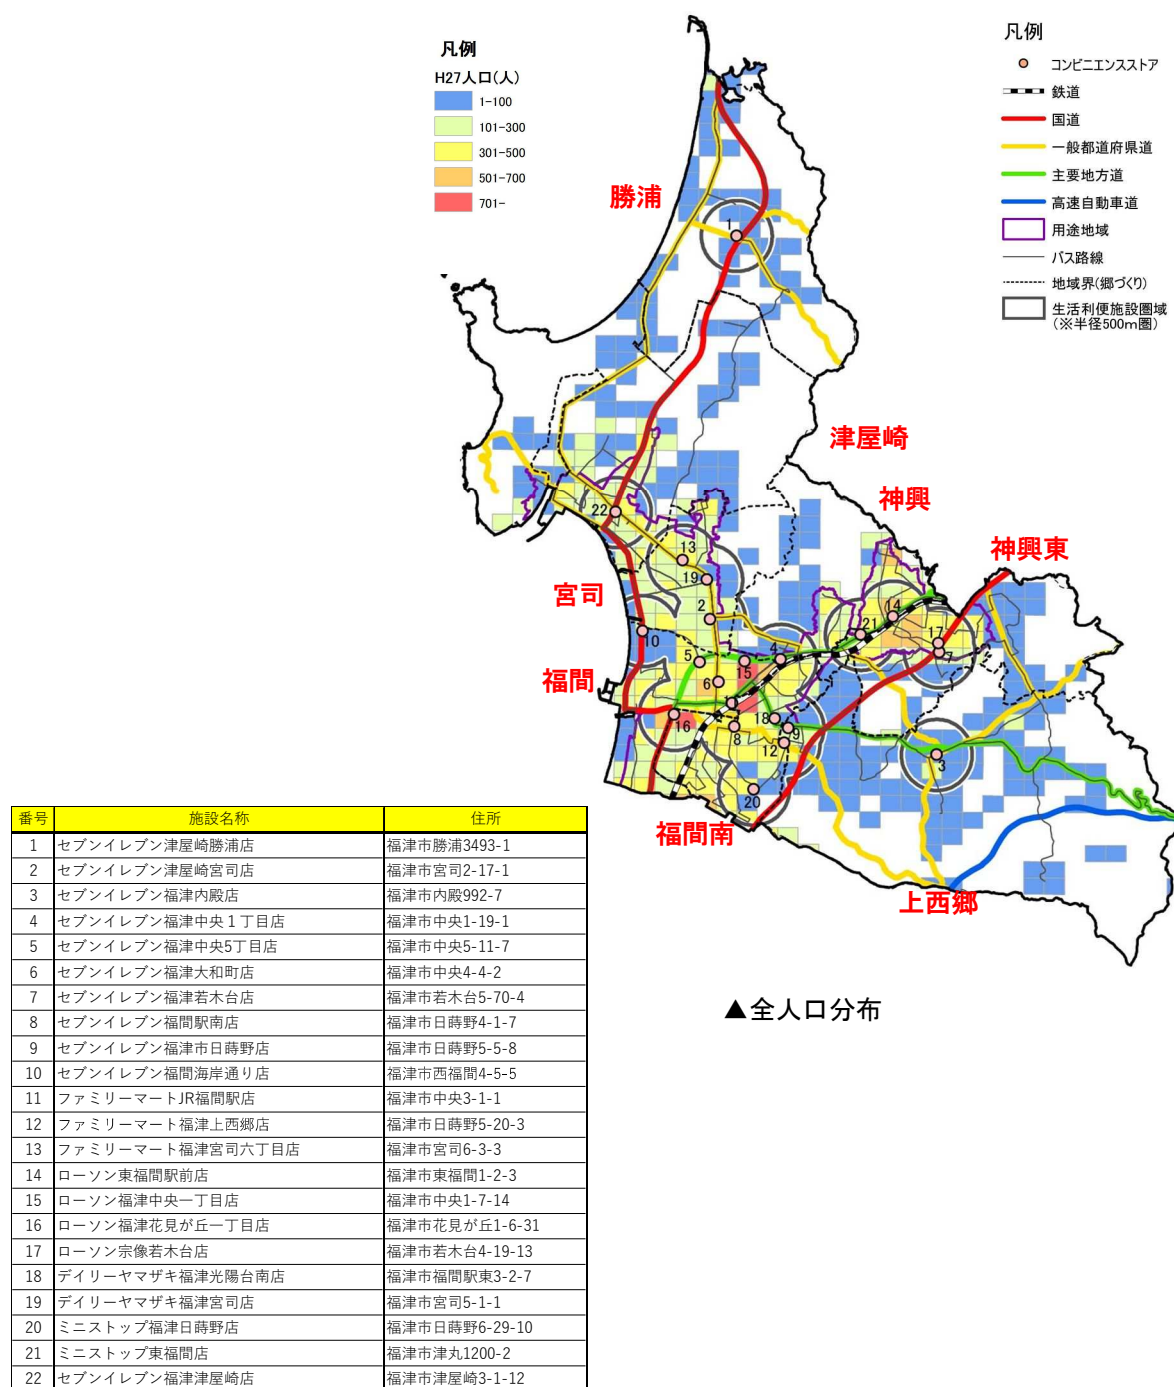 凡例
H27人口(人)
1-100
101-300
301-500
501-700
701-
凡例
コンビニエンスストア
鉄道
国道
一般都道府県道
主要地方道
高速自動車道
用途地域
バス路線
地域界(郷づくり)
生活利便施設圏域
(※半径500m圏)
勝浦
1
津屋崎
神興
22
神興東
13
19
宮司
2
14
10
21
17
7
5
15
4
福間
6
11
16
18
8
9
12
3
20
福間南
上西郷
▲全人口分布
番号 施設名称 住所
1 セブンイレブン津屋崎勝浦店 福津市勝浦3493-1
2 セブンイレブン津屋崎宮司店 福津市宮司2-17-1
3 セブンイレブン福津内殿店 福津市内殿992-7
4 セブンイレブン福津中央１丁目店 福津市中央1-19-1
5 セブンイレブン福津中央5丁目店 福津市中央5-11-7
6 セブンイレブン福津大和町店 福津市中央4-4-2
7 セブンイレブン福津若木台店 福津市若木台5-70-4
8 セブンイレブン福間駅南店 福津市日蒔野4-1-7
9 セブンイレブン福津市日蒔野店 福津市日蒔野5-5-8
10 セブンイレブン福間海岸通り店 福津市西福間4-5-5
11 ファミリーマートJR福間駅店 福津市中央3-1-1
12 ファミリーマート福津上西郷店 福津市日蒔野5-20-3
13 ファミリーマート福津宮司六丁目店 福津市宮司6-3-3
14 ローソン東福間駅前店 福津市東福間1-2-3
15 ローソン福津中央一丁目店 福津市中央1-7-14
16 ローソン福津花見が丘一丁目店 福津市花見が丘1-6-31
17 ローソン宗像若木台店 福津市若木台4-19-13
18 デイリーヤマザキ福津光陽台南店 福津市福間駅東3-2-7
19 デイリーヤマザキ福津宮司店 福津市宮司5-1-1
20 ミニストップ福津日蒔野店 福津市日蒔野6-29-10
21 ミニストップ東福間店 福津市津丸1200-2
22 セブンイレブン福津津屋崎店 福津市津屋崎3-1-12